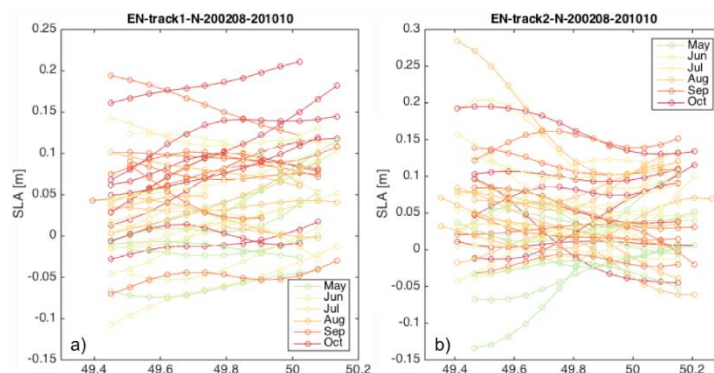 EN-track1-N-200208-201010
0.25
0.2
0.15
0.1
0.05
0
-0.05
-0.1
-0.15
SLA [m]
49.4
49.6
49.8
50
50.2
May
Jun
Jul
Aug
Sep
Oct
a)
EN-track2-N-200208-201010
0.3
0.25
0.2
0.15
0.1
0.05
0
-0.05
-0.1
-0.15
SLA [m]
49.4
49.6
49.8
50
50.2
May
Jun
Jul
Aug
Sep
Oct
b)